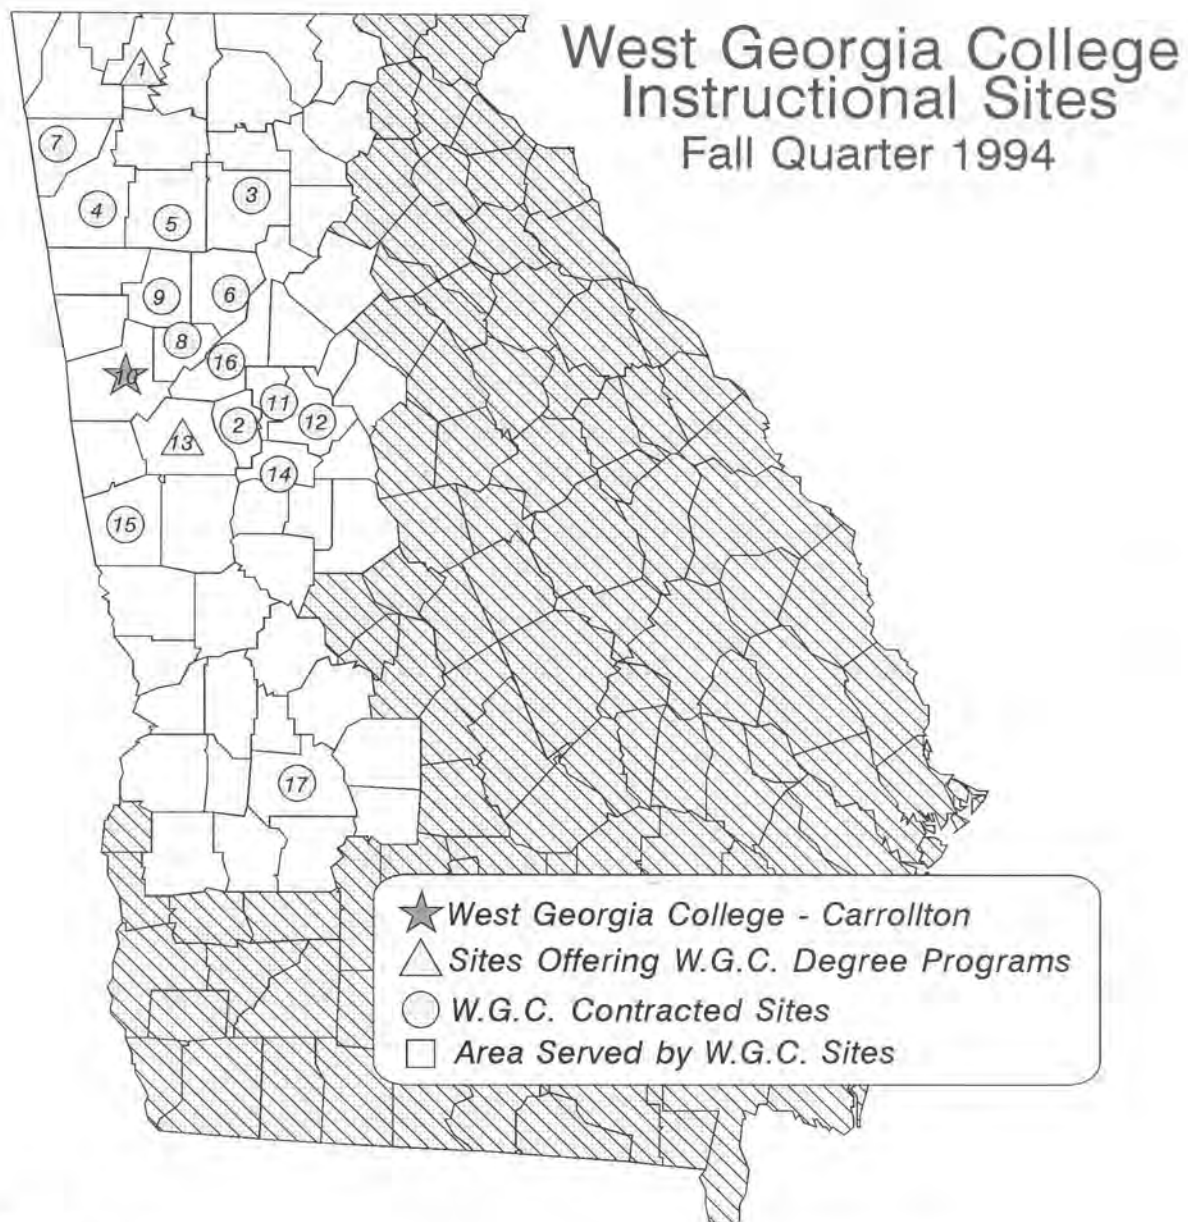 West Georgia College
Instructional Sites
Fall Quarter 1994
1
7
3
4
5
9
6
8
16
10
11
2
12
13
14
15
17
West Georgia College - Carrollton
Sites Offering W.G.C. Degree Programs
W.G.C. Contracted Sites
Area Served by W.G.C. Sites